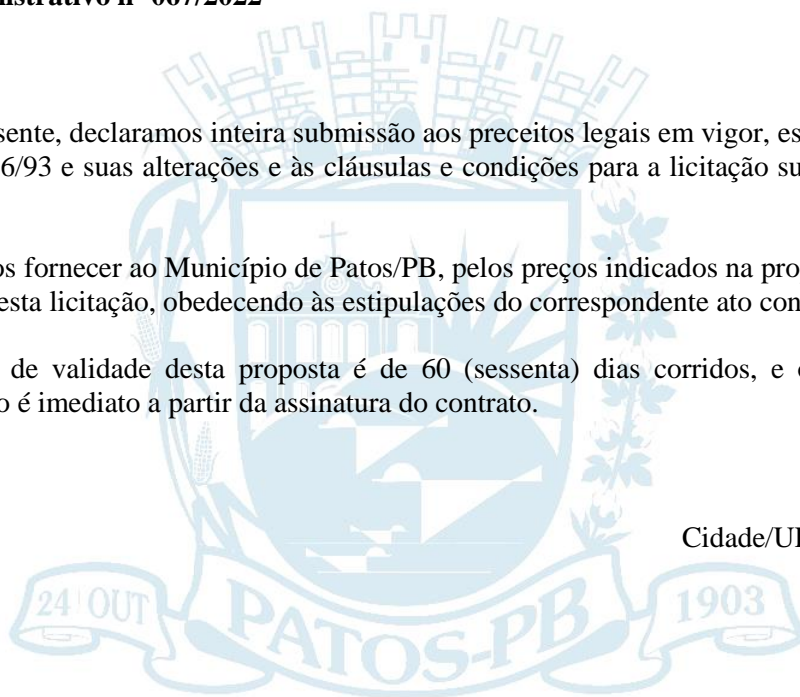 nistrativo nº 067/2022
sente, declaramos inteira submissão aos preceitos legais em vigor, es
6/93 e suas alterações e às cláusulas e condições para a licitação su
os fornecer ao Município de Patos/PB, pelos preços indicados na pro
esta licitação, obedecendo às estipulações do correspondente ato con
de validade desta proposta é de 60 (sessenta) dias corridos, e
o é imediato a partir da assinatura do contrato.
Cidade/U
24 OUT
PATOS-PB
1903